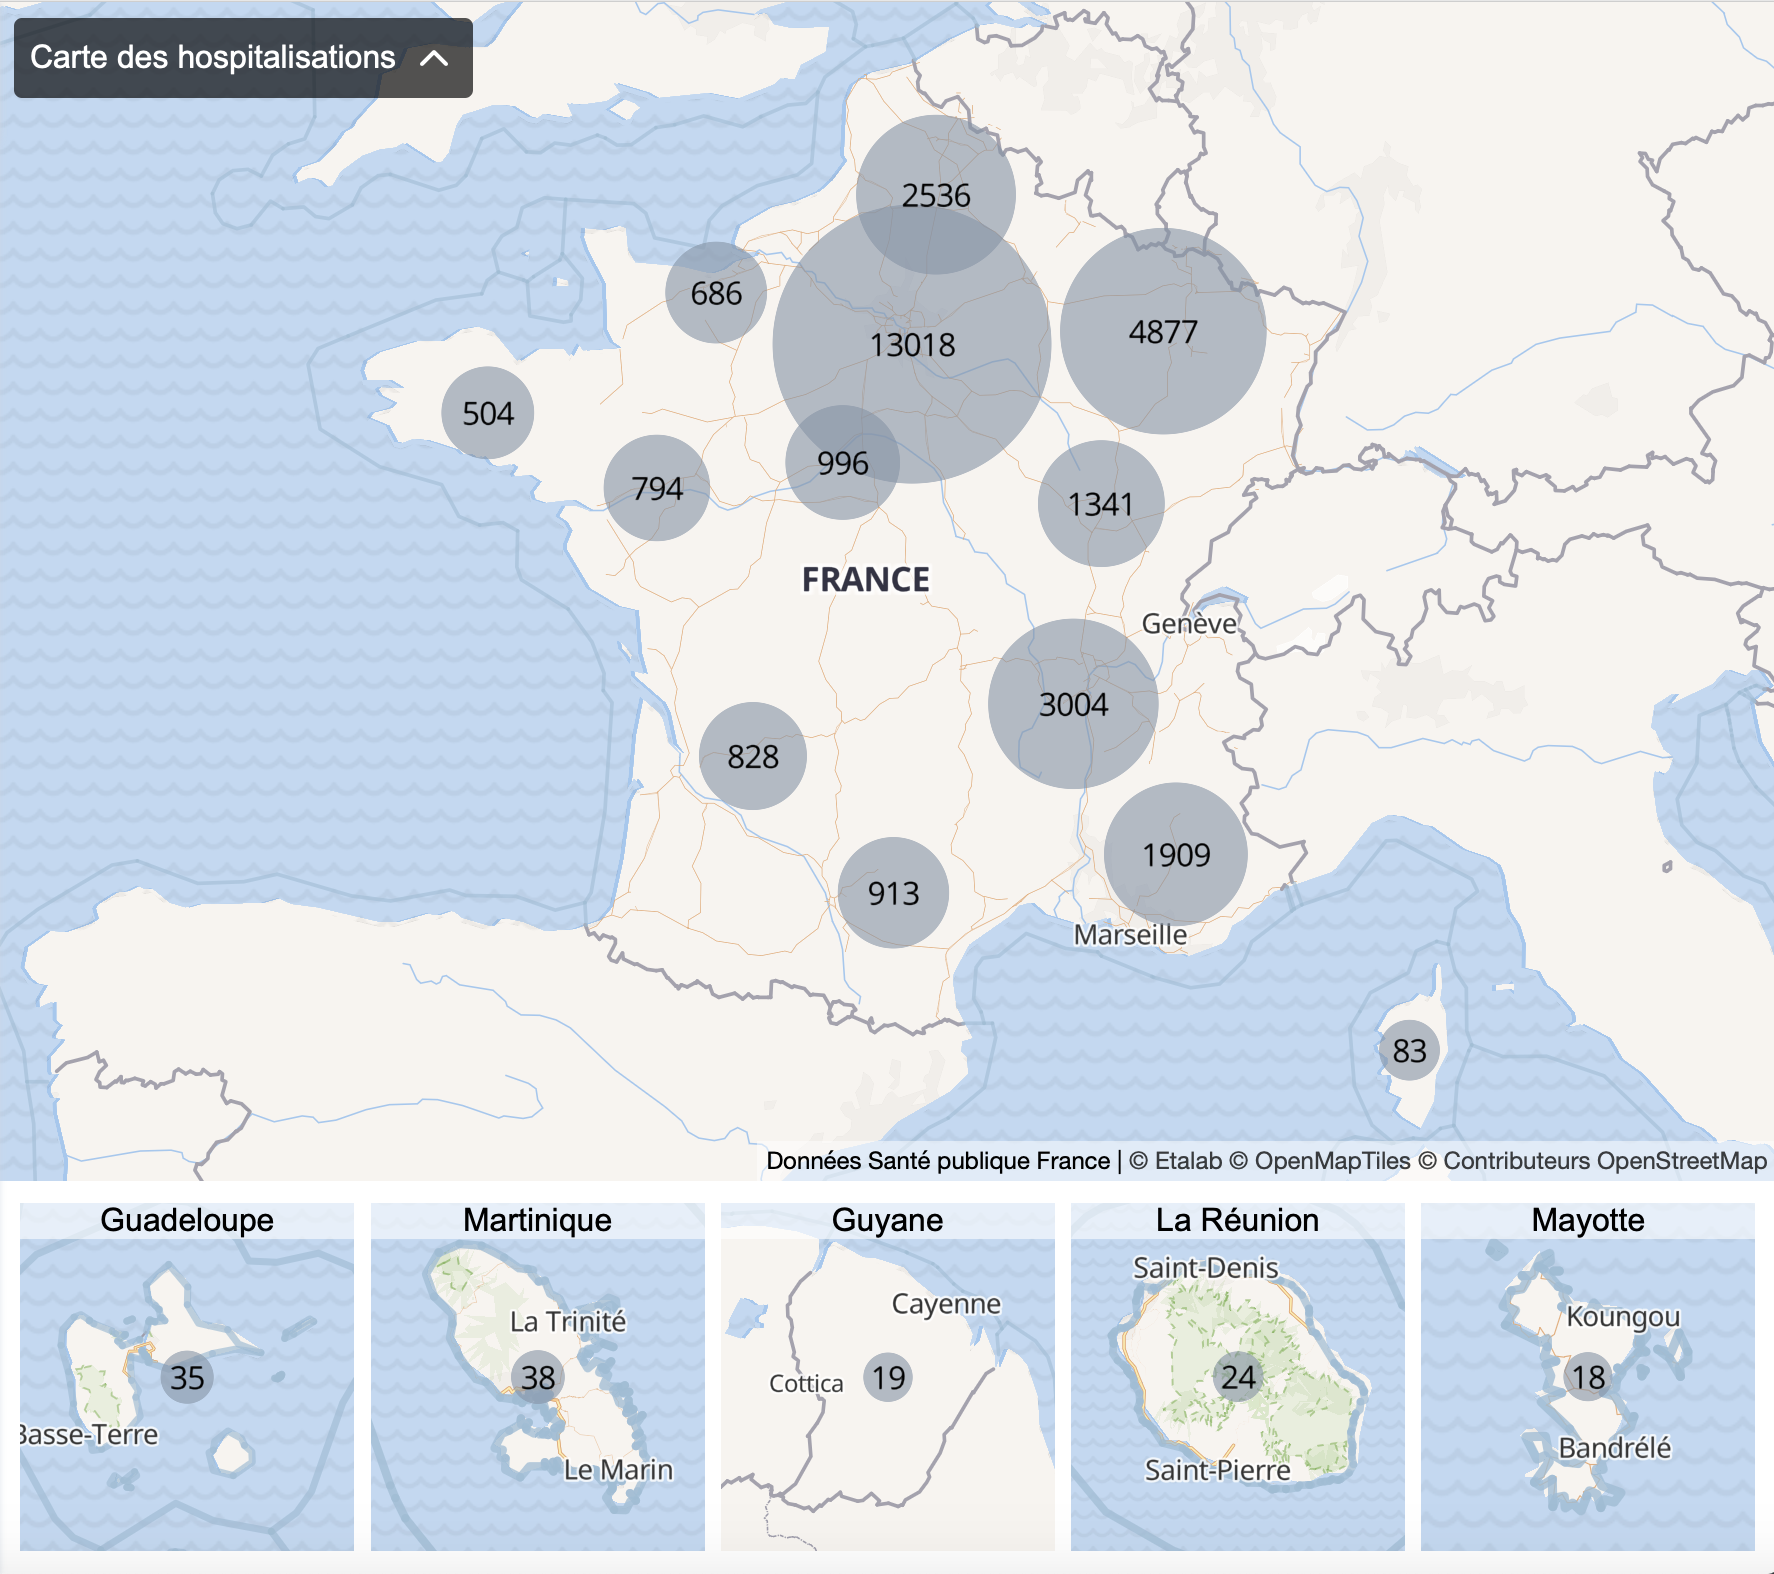 Carte des hospitalisations
2536
686
13018
4877
504
996
794
1341
FRANCE
Genève
3004
828
1909
913
Marseille
83
Données Santé publique France | © Etalab © OpenMapTiles © Contributeurs OpenStreetMap
Guadeloupe
35
Basse-Terre
Martinique
La Trinité
38
Le Marin
Guyane
Cayenne
Cottica
19
La Réunion
Saint-Denis
24
Saint-Pierre
Mayotte
Koungou
18
Bandrélé